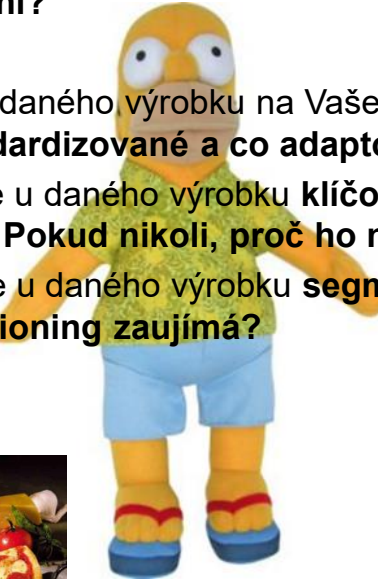 daného výrobku na Vaše
dardizované a co adapto
e u daného výrobku klíčo
Pokud nikoli, proč ho n
e u daného výrobku segm
ioning zaujímá?